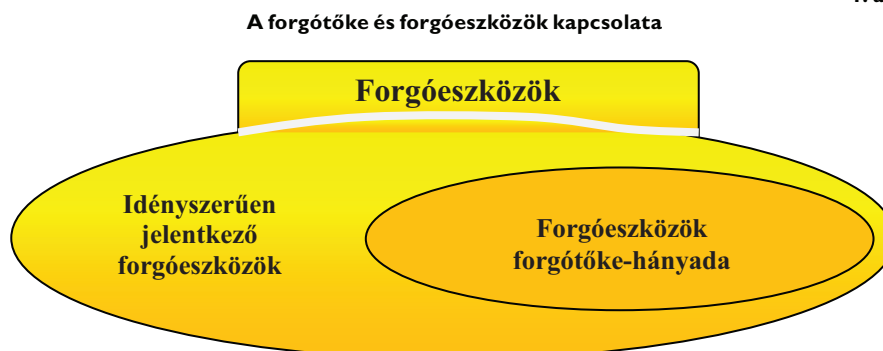 A forgótőke és forgóeszközök kapcsolata
Forgóeszközök
Idényszerűen
jelentkező
forgóeszközök
Forgóeszközök
forgótőke-hányada